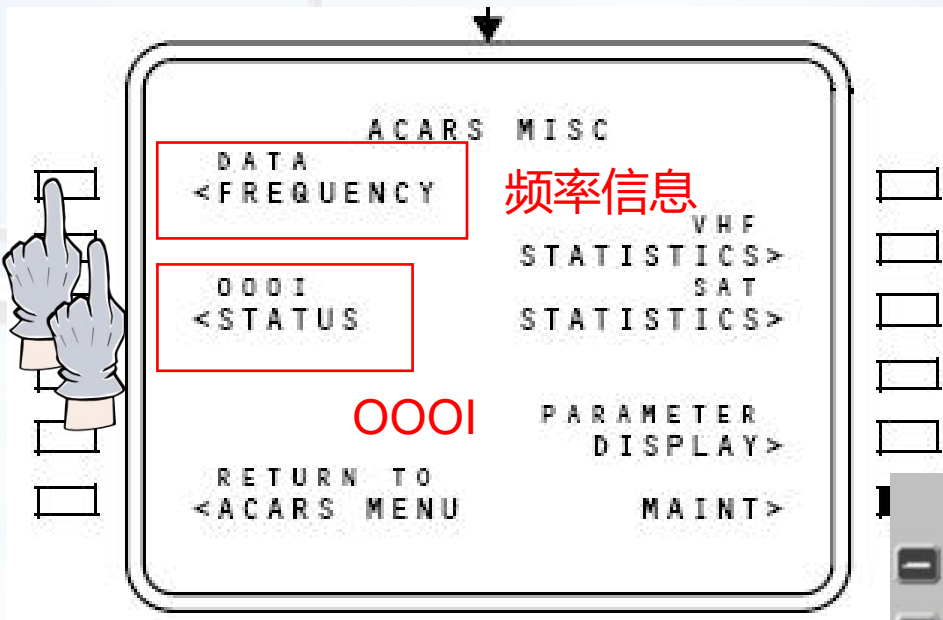 ACARS MISC
DATA
<FREQUENCY
频率信息
VHF
STATISTICS>
OOOI
<STATUS
SAT
STATISTICS>
OOOI
PARAMETER
DISPLAY>
RETURN TO
<ACARS MENU
MAINT>